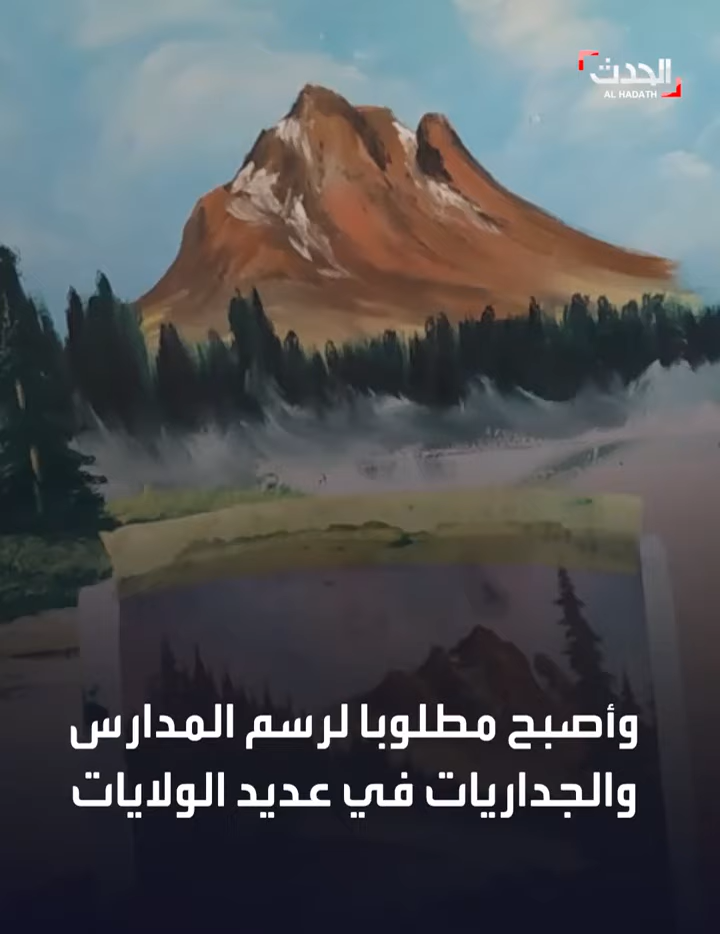 الحدث
AL HADATH
وأصبح مطلوبا لرسم المدارس
والجداريات في عديد الولايات